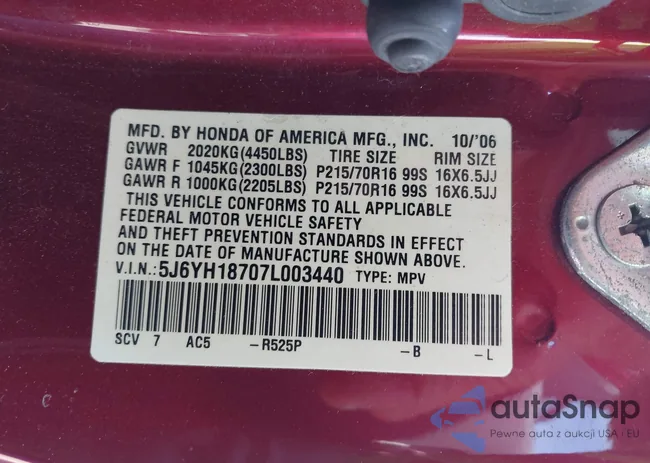 MFD. BY HONDA OF AMERICA MFG., INC. 10/'06
GVWR 2020KG(4450LBS) TIRE SIZE RIM SIZE
GAWR F 1045KG(2300LBS) P215/70R16 99S 16X6.5JJ
GAWR R 1000KG(2205LBS) P215/70R16 99S 16X6.5JJ
THIS VEHICLE CONFORMS TO ALL APPLICABLE
FEDERAL MOTOR VEHICLE SAFETY
AND THEFT PREVENTION STANDARDS IN EFFECT
ON THE DATE OF MANUFACTURE SHOWN ABOVE.
V.I.N.:5J6YH18707L003440 TYPE: MPV
SCV 7 AC5 -R525P -B -L
autaSnap
Pewne auta z aukcji USA i EU